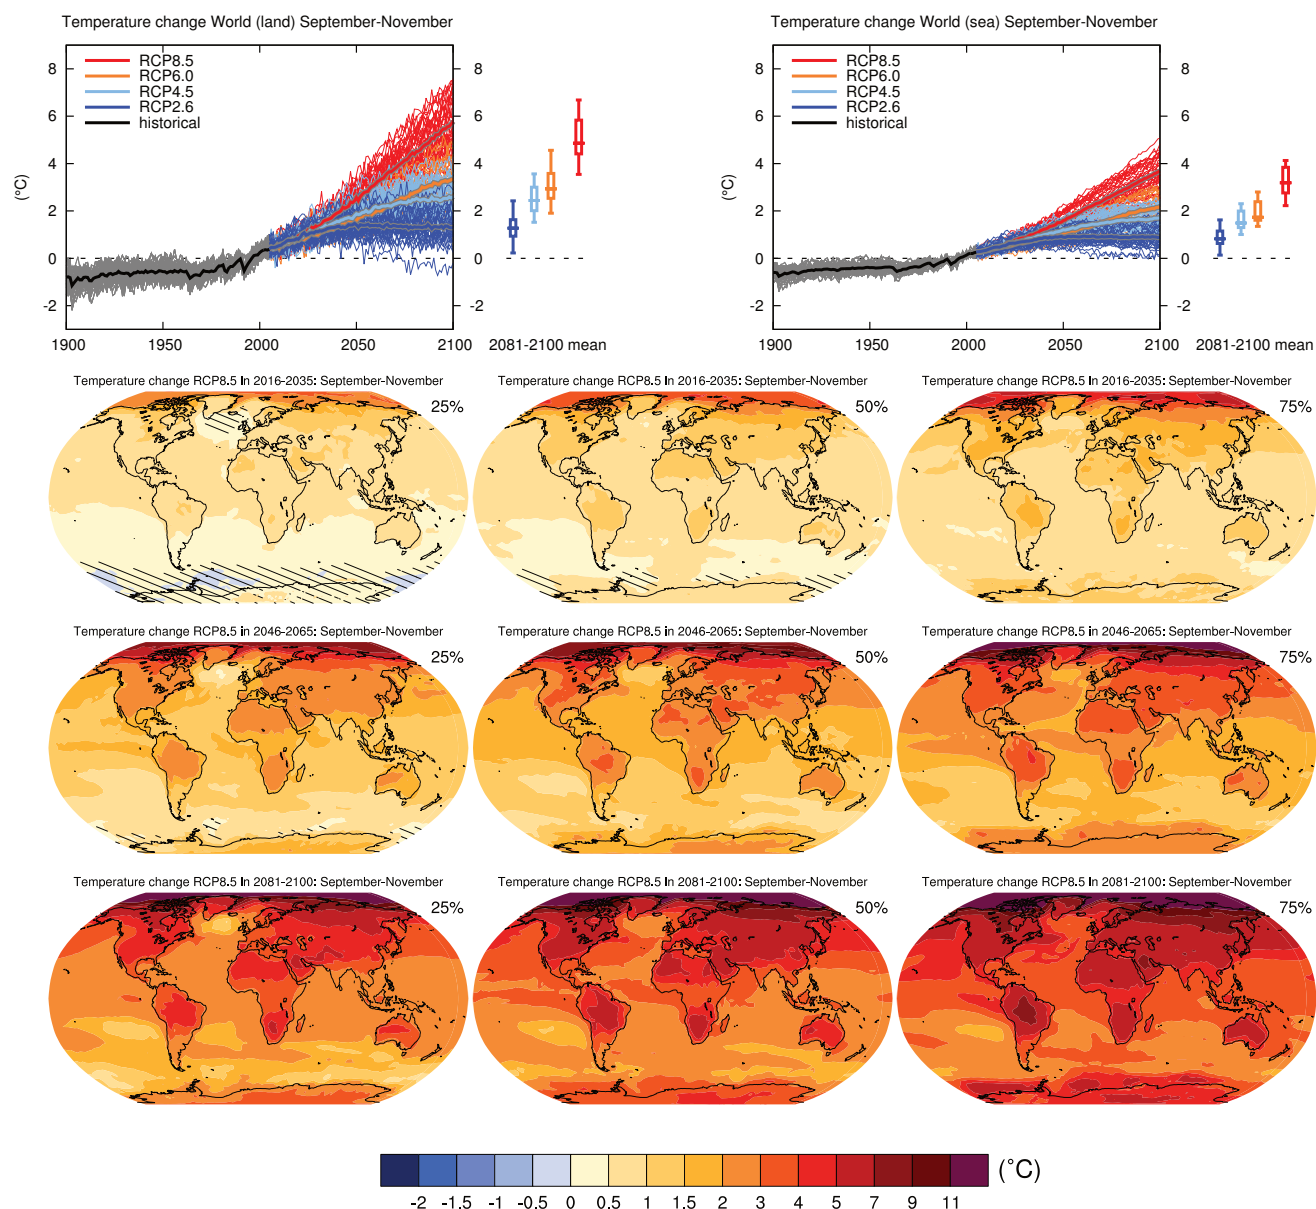 Temperature change World (land) September-November
RCP8.5
RCP6.0
RCP4.5
RCP2.6
historical
(°C)
8
6
4
2
0
-2
1900 1950 2000 2050 2100
8
6
4
2
0
-2
2081-2100 mean
Temperature change World (sea) September-November
RCP8.5
RCP6.0
RCP4.5
RCP2.6
historical
(°C)
8
6
4
2
0
-2
1900 1950 2000 2050 2100
8
6
4
2
0
-2
2081-2100 mean
Temperature change RCP8.5 in 2016-2035: September-November
25%
Temperature change RCP8.5 in 2016-2035: September-November
50%
Temperature change RCP8.5 in 2016-2035: September-November
75%
Temperature change RCP8.5 in 2046-2065: September-November
25%
Temperature change RCP8.5 in 2046-2065: September-November
50%
Temperature change RCP8.5 in 2046-2065: September-November
75%
Temperature change RCP8.5 in 2081-2100: September-November
25%
Temperature change RCP8.5 in 2081-2100: September-November
50%
Temperature change RCP8.5 in 2081-2100: September-November
75%
(°C)
-2 -1.5 -1 -0.5 0 0.5 1 1.5 2 3 4 5 7 9 11